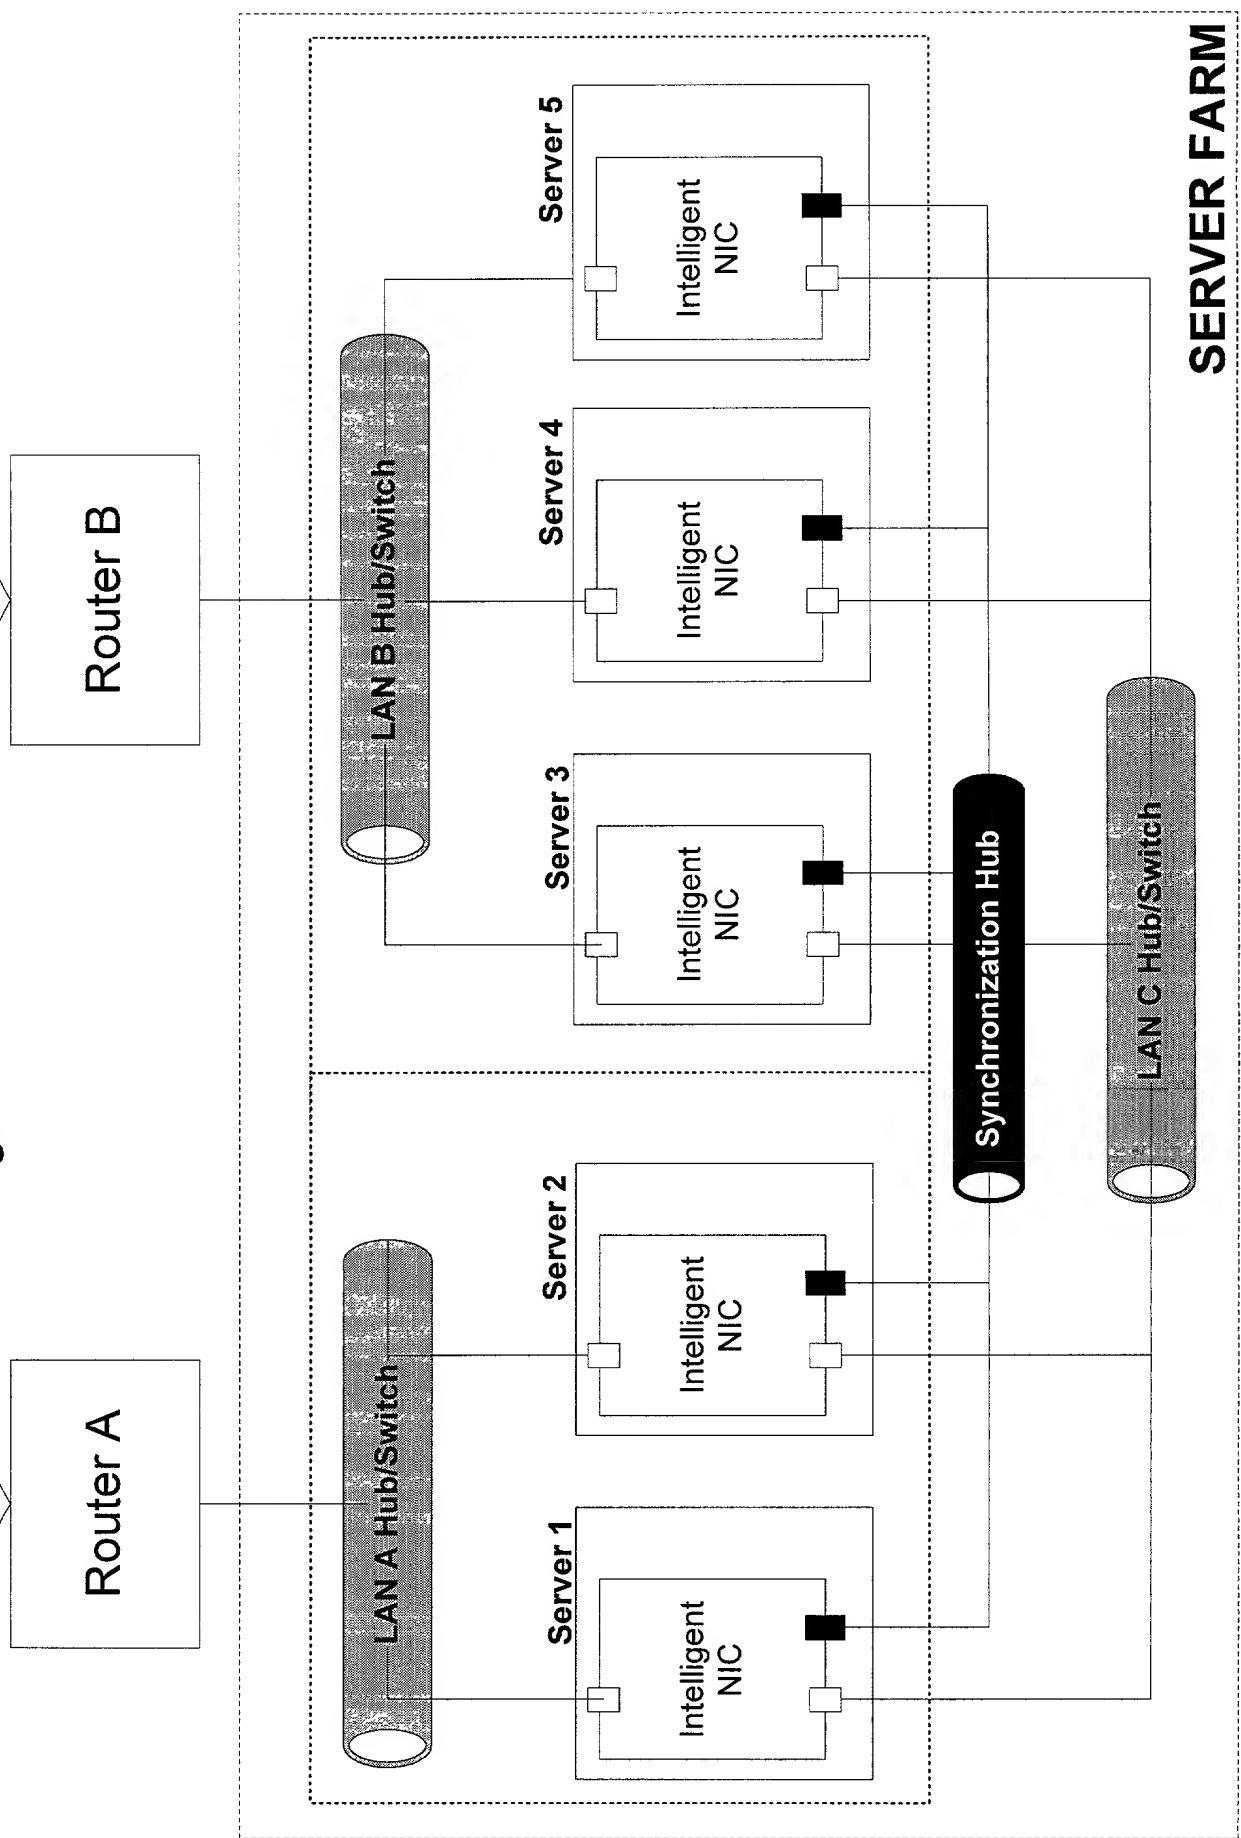 Router A
Router B
LAN A Hub/Switch
LAN B Hub/Switch
Server 1
Intelligent
NIC
Server 2
Intelligent
NIC
Server 3
Intelligent
NIC
Server 4
Intelligent
NIC
Server 5
Intelligent
NIC
Synchronization Hub
LAN C Hub/Switch
SERVER FARM